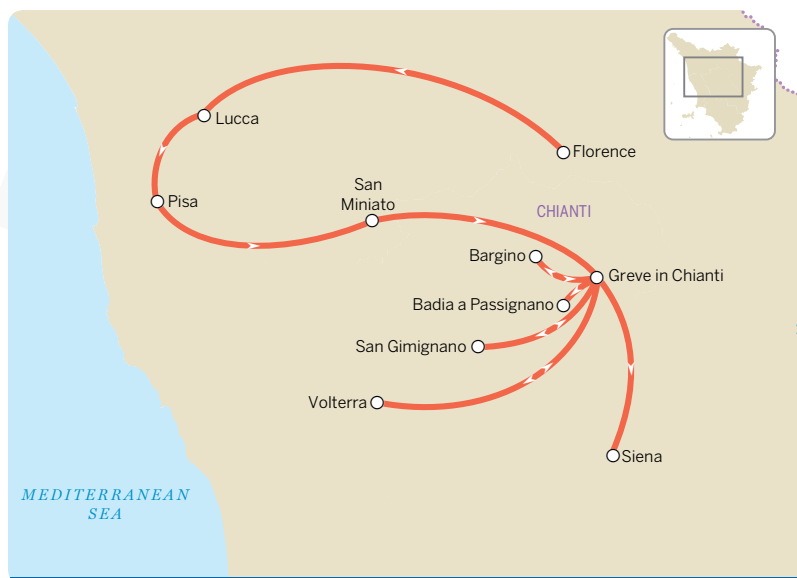 Lucca
Florence
San
Miniato
Pisa
CHIANTI
Bargino
Greve in Chianti
Badia a Passignano
San Gimignano
Volterra
Siena
MEDITERRANEAN
SEA